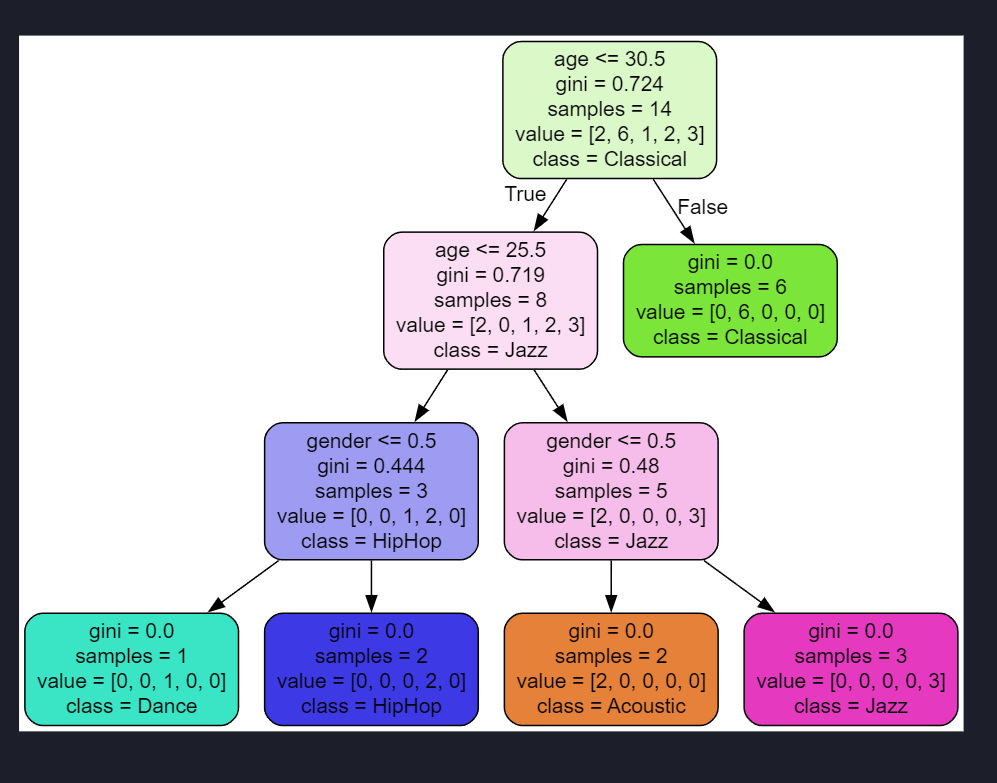 age <= 30.5
gini = 0.724
samples = 14
value = [2, 6, 1, 2, 3]
class = Classical
True
False
age <= 25.5
gini = 0.719
samples = 8
value = [2, 0, 1, 2, 3]
class = Jazz
gini = 0.0
samples = 6
value = [0, 6, 0, 0, 0]
class = Classical
gender <= 0.5
gini = 0.444
samples = 3
value = [0, 0, 1, 2, 0]
class = HipHop
gender <= 0.5
gini = 0.48
samples = 5
value = [2, 0, 0, 0, 3]
class = Jazz
gini = 0.0
samples = 1
value = [0, 0, 1, 0, 0]
class = Dance
gini = 0.0
samples = 2
value = [0, 0, 0, 2, 0]
class = HipHop
gini = 0.0
samples = 2
value = [2, 0, 0, 0, 0]
class = Acoustic
gini = 0.0
samples = 3
value = [0, 0, 0, 0, 3]
class = Jazz